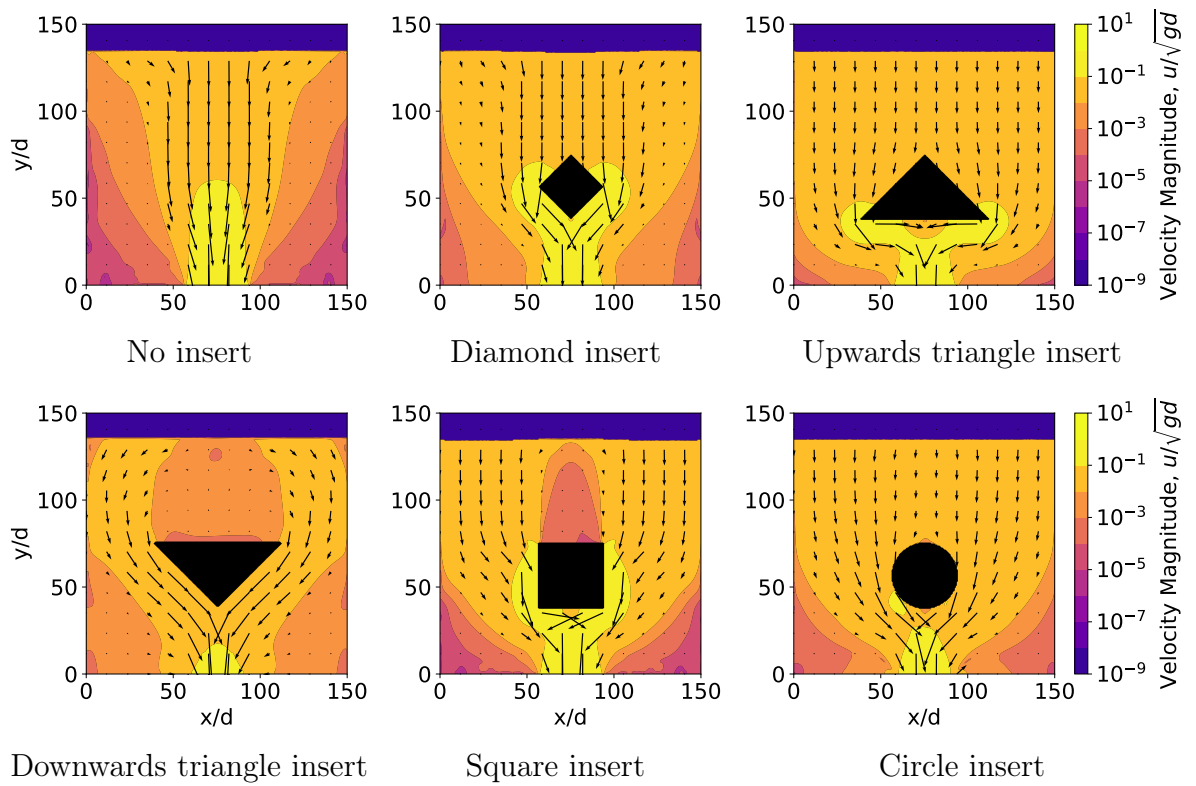 150
100
50
0
y/d
0 50 100 150
No insert
150
100
50
0
0 50 100 150
Diamond insert
150
100
50
0
0 50 100 150
Upwards triangle insert
10^1
10^-1
10^-3
10^-5
10^-7
10^-9
Velocity Magnitude, u/√gd
150
100
50
0
y/d
0 50 100 150
x/d
Downwards triangle insert
150
100
50
0
0 50 100 150
x/d
Square insert
150
100
50
0
0 50 100 150
x/d
Circle insert
10^1
10^-1
10^-3
10^-5
10^-7
10^-9
Velocity Magnitude, u/√gd